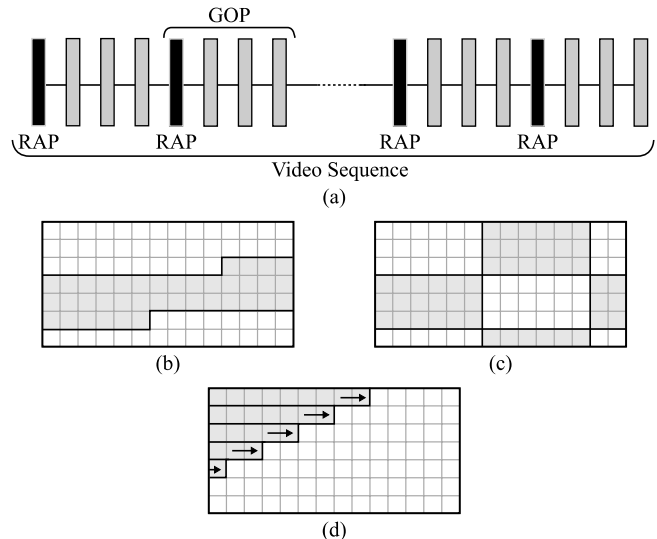 GOP
RAP RAP RAP RAP
Video Sequence
(a)
(b) (c)
(d)